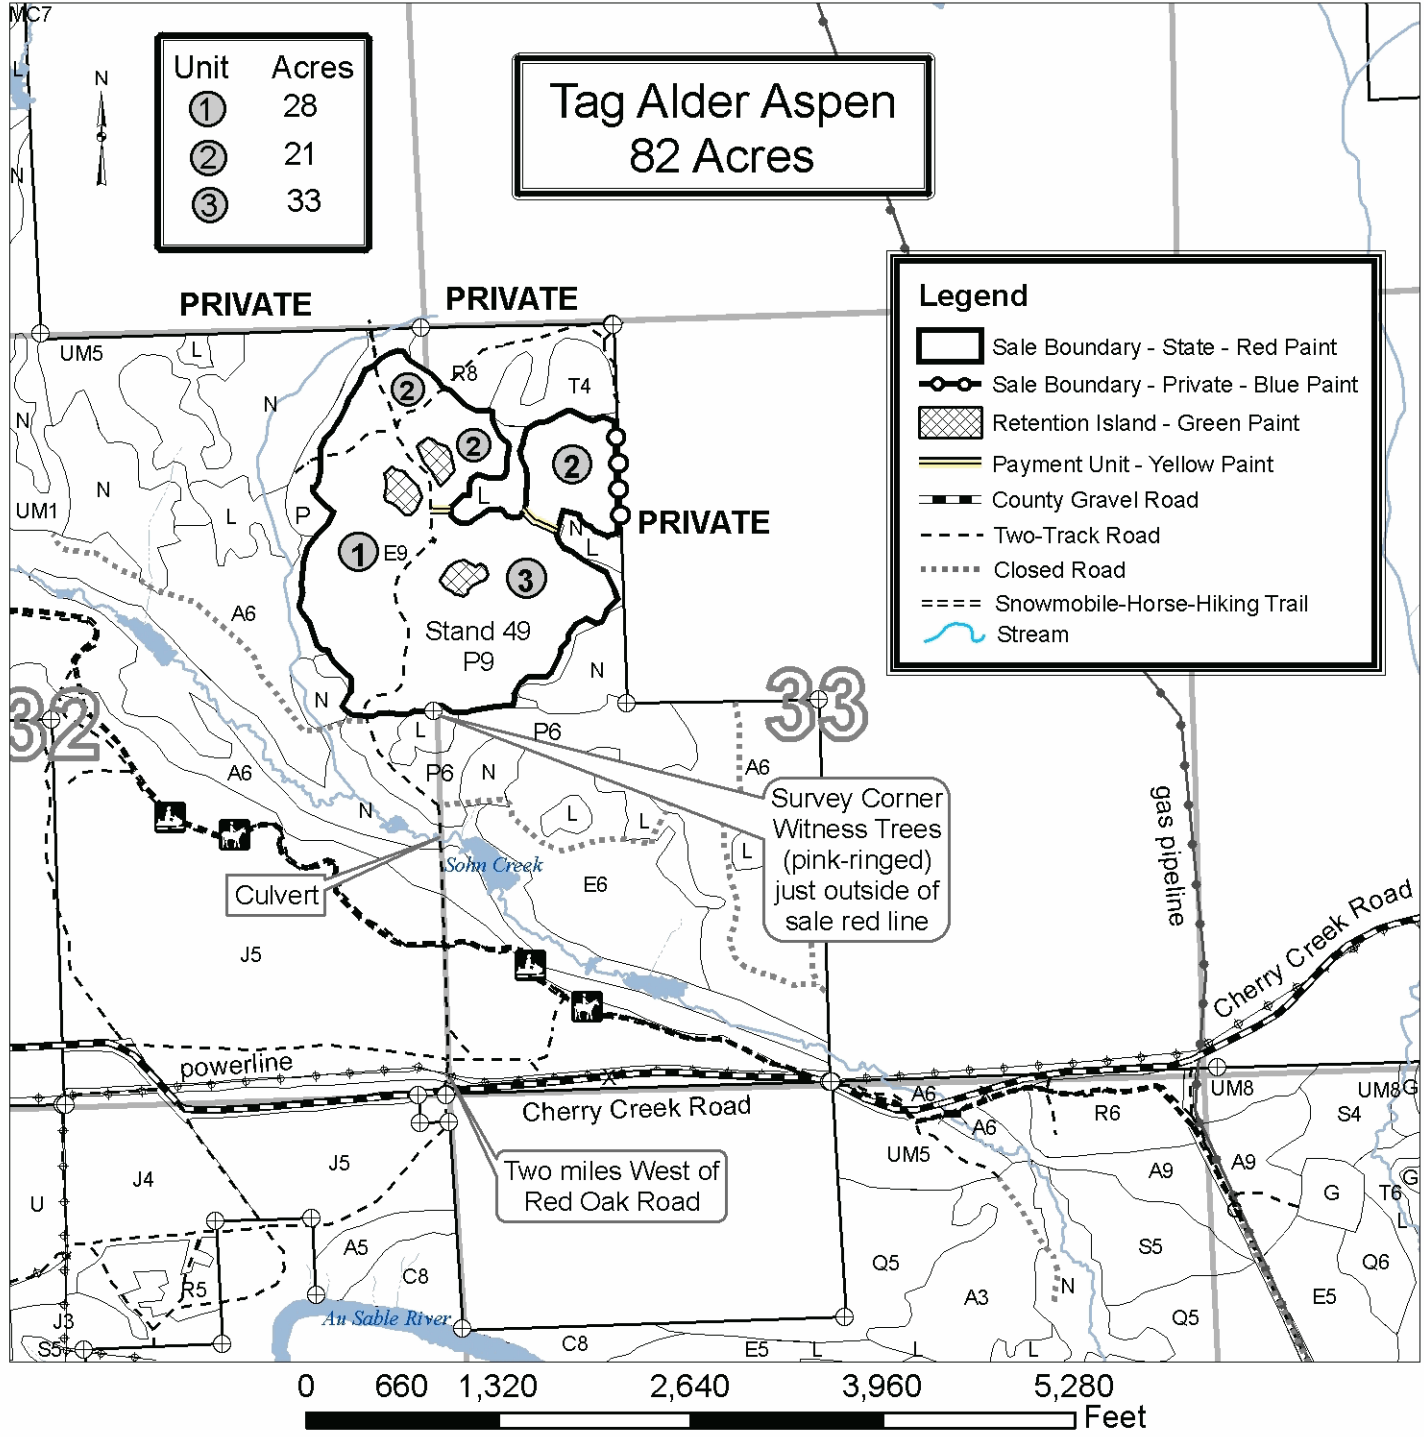 MC7
Unit Acres
1 28
2 21
3 33
N
Tag Alder Aspen
82 Acres
L
N
PRIVATE
PRIVATE
PRIVATE
Legend
Sale Boundary - State - Red Paint
Sale Boundary - Private - Blue Paint
Retention Island - Green Paint
Payment Unit - Yellow Paint
County Gravel Road
Two-Track Road
Closed Road
Snowmobile-Horse-Hiking Trail
Stream
UM5
L
R8
T4
N
N
2
2
2
N
L
UM1
L
P
N
L
1
E9
3
A6
Stand 49
P9
N
N
32
33
L
P6
P6
N
A6
A6
N
L
L
L
Survey Corner
Witness Trees
(pink-ringed)
just outside of
sale red line
gas pipeline
Culvert
Sohn Creek
E6
J5
Cherry Creek Road
powerline
Cherry Creek Road
A6
A6
UM8
UM8
G
R6
S4
UM5
A9
A9
G
T6
G
L
J5
J4
U
Two miles West of
Red Oak Road
A5
C8
R5
J3
S5
Au Sable River
Q5
S5
Q6
A3
N
E5
Q5
C8
E5
L
L
L
0 660 1,320 2,640 3,960 5,280
Feet